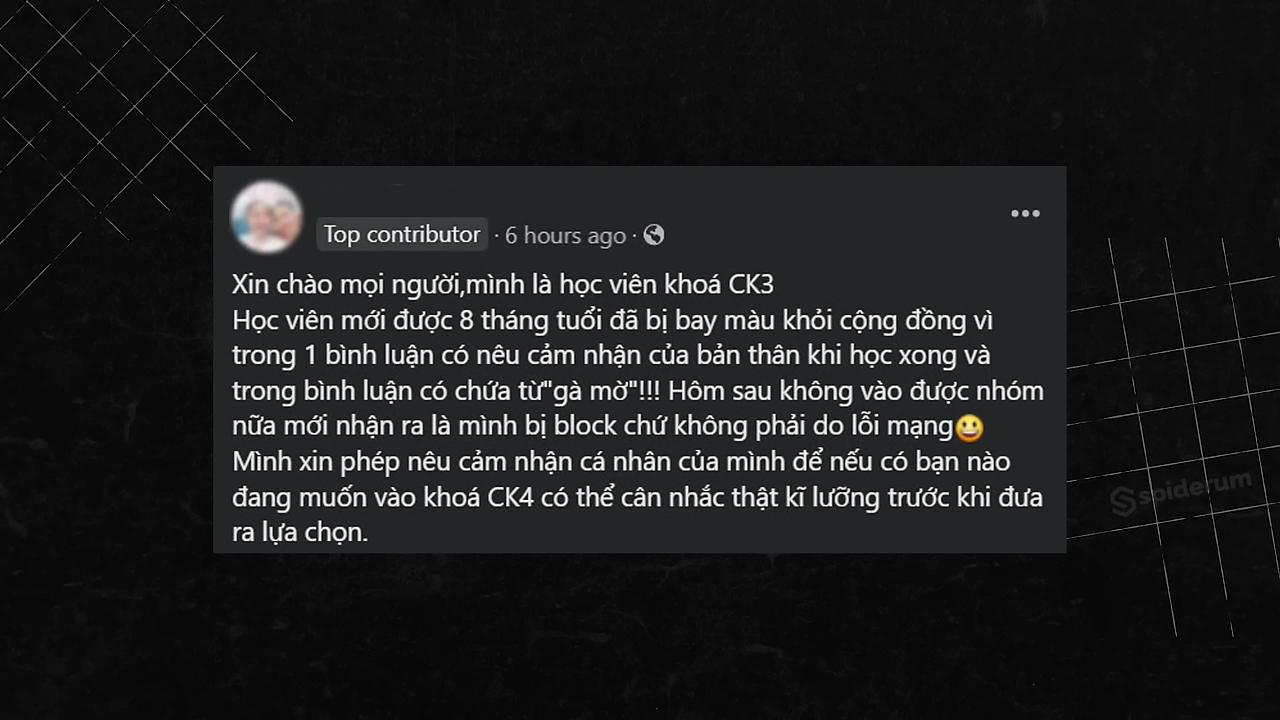 Top contributor · 6 hours ago ·
Xin chào mọi người,mình là học viên khoá CK3
Học viên mới được 8 tháng tuổi đã bị bay màu khỏi cộng đồng vì
trong 1 bình luận có nêu cảm nhận của bản thân khi học xong và
trong bình luận có chứa từ"gà mờ"!!! Hôm sau không vào được nhóm
nữa mới nhận ra là mình bị block chứ không phải do lỗi mạng😀
Mình xin phép nêu cảm nhận cá nhân của mình để nếu có bạn nào
đang muốn vào khoá CK4 có thể cân nhắc thật kĩ lưỡng trước khi đưa
ra lựa chọn.
spiderum